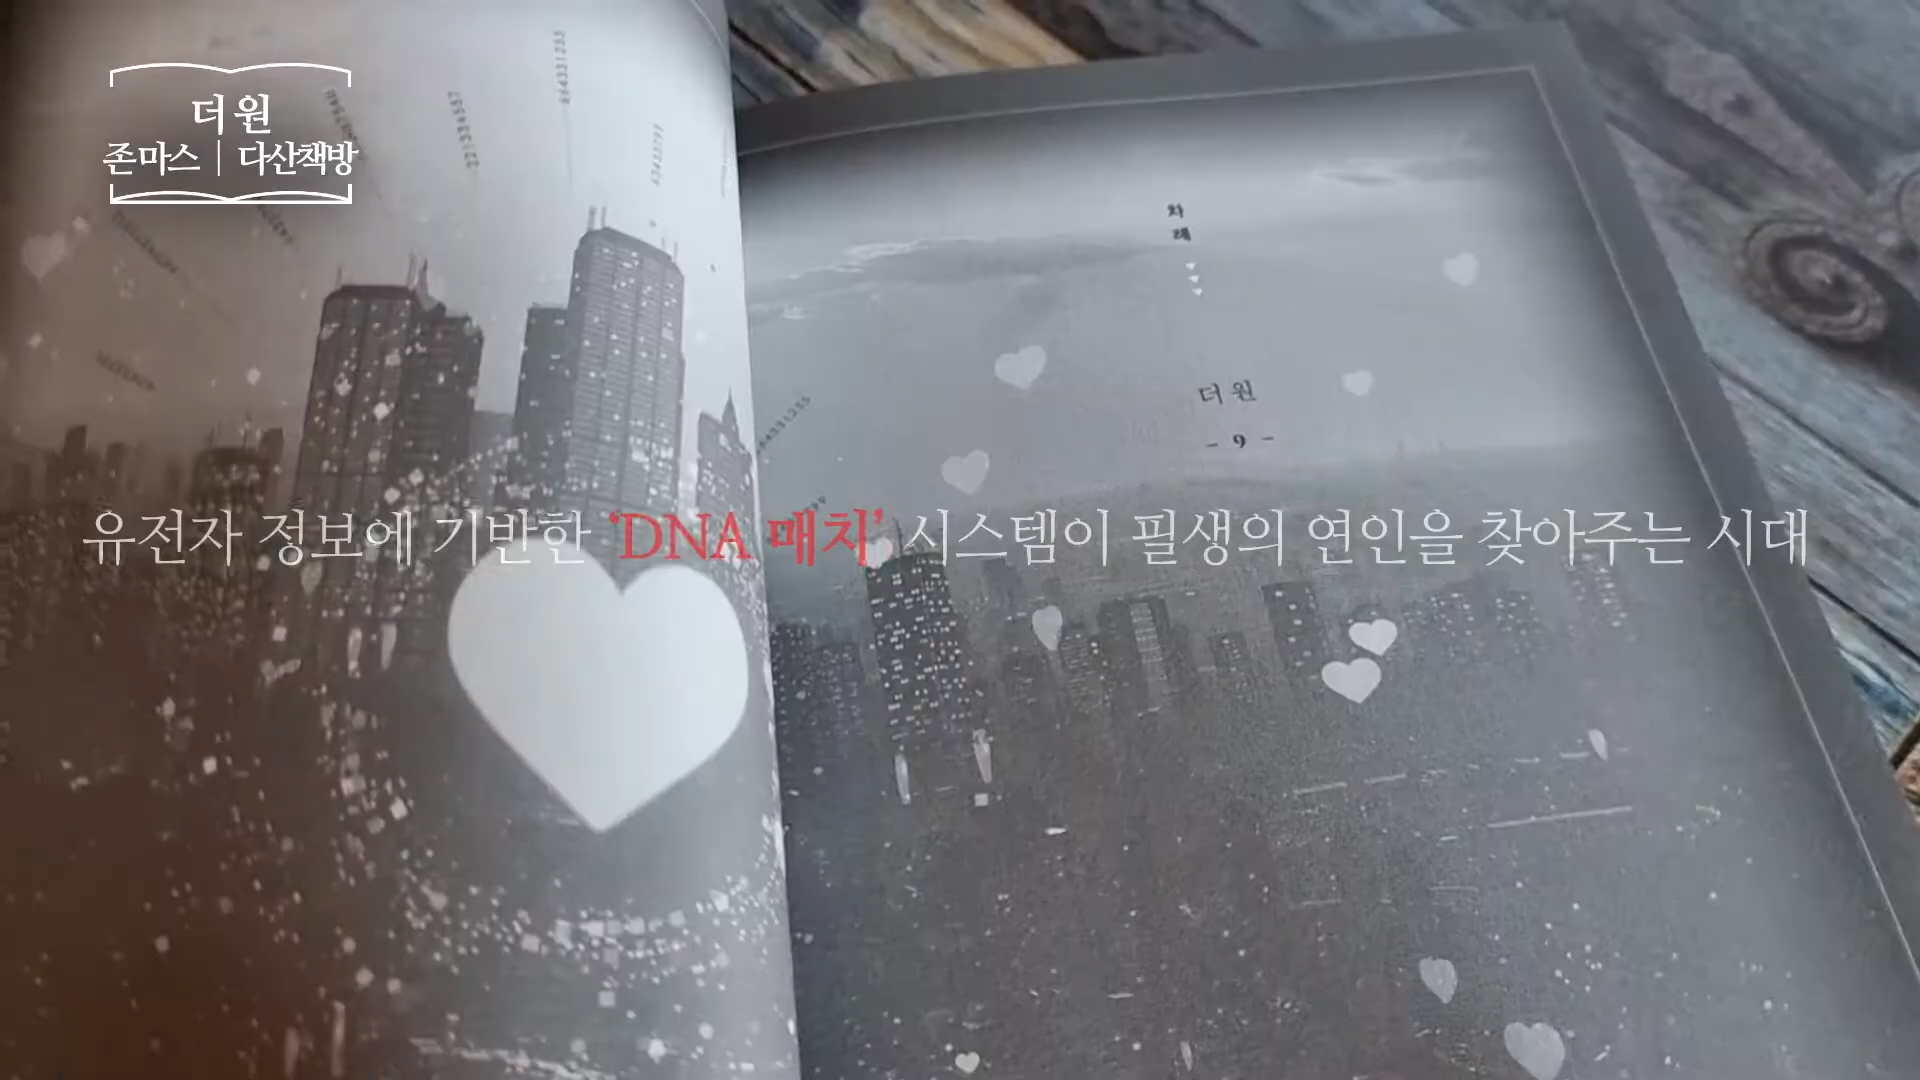 더 원
존 마스 | 다산책방
차례
더 원
- 9 -
유전자 정보에 기반한 ‘DNA 매치’ 시스템이 필생의 연인을 찾아주는 시대